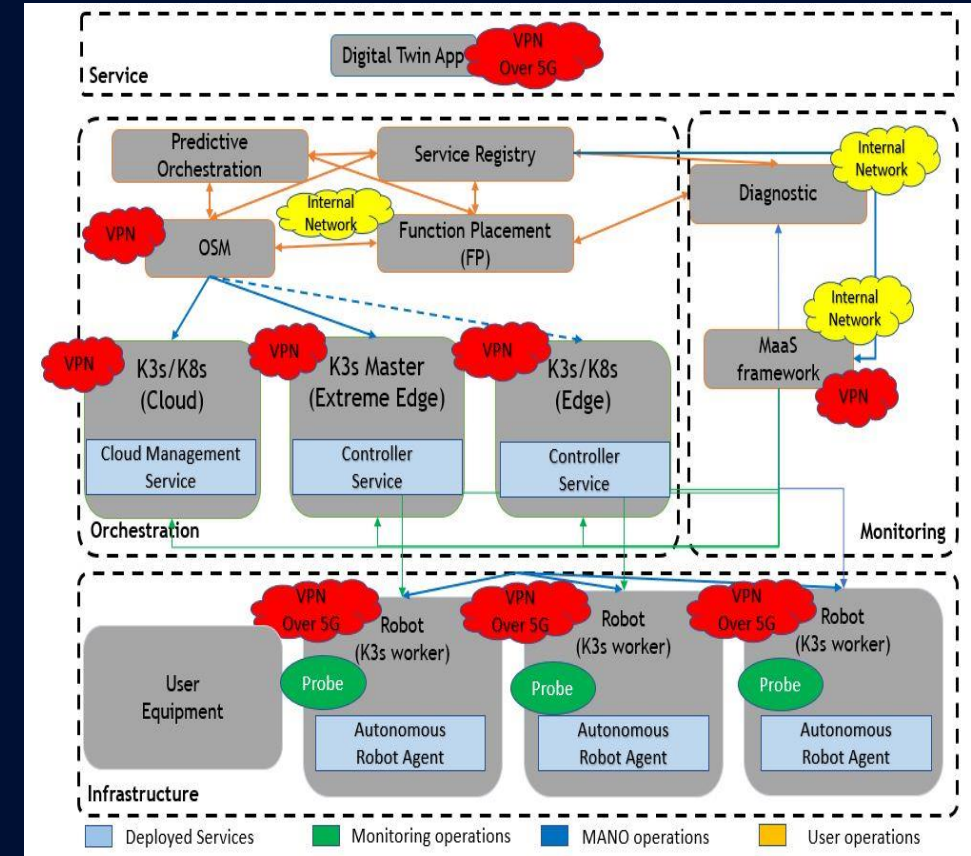 Digital Twin App
VPN
Over 5G
Service
Predictive
Orchestration
Service Registry
Internal
Network
Diagnostic
VPN
OSM
Internal
Network
Function Placement
(FP)
Internal
Network
MaaS
framework
VPN
VPN
K3s/K8s
(Cloud)
Cloud Management
Service
VPN
K3s Master
(Extreme Edge)
Controller
Service
VPN
K3s/K8s
(Edge)
Controller
Service
Orchestration
Monitoring
User
Equipment
VPN
Over 5G
Robot
(K3s worker)
Probe
Autonomous
Robot Agent
VPN
Over 5G
Robot
(K3s worker)
Probe
Autonomous
Robot Agent
VPN
Over 5G
Robot
(K3s worker)
Probe
Autonomous
Robot Agent
Infrastructure
Deployed Services
Monitoring operations
MANO operations
User operations